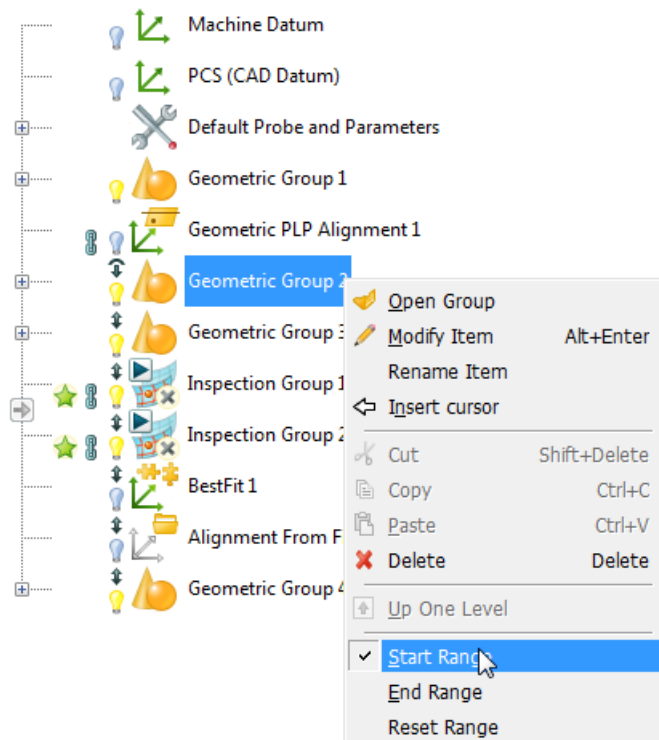 Machine Datum
PCS (CAD Datum)
Default Probe and Parameters
Geometric Group 1
Geometric PLP Alignment 1
Geometric Group 2
Geometric Group 3
Inspection Group 1
Inspection Group 2
BestFit 1
Alignment From F
Geometric Group 4
Open Group
Modify Item Alt+Enter
Rename Item
Insert cursor
Cut Shift+Delete
Copy Ctrl+C
Paste Ctrl+V
Delete Delete
Up One Level
Start Range
End Range
Reset Range